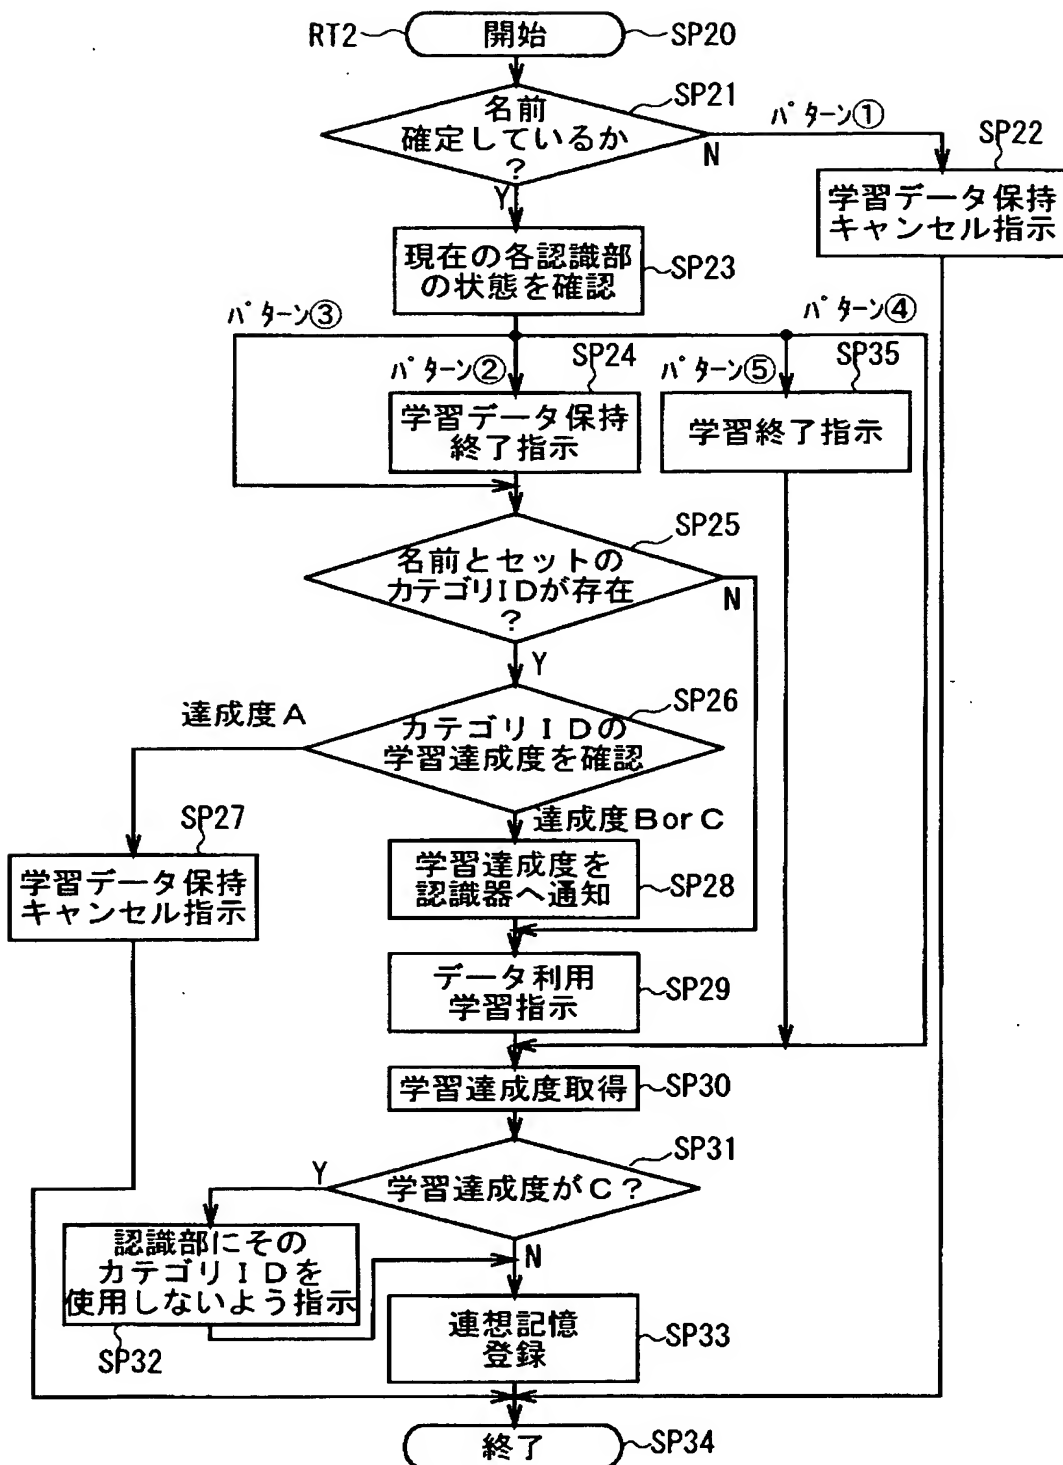 RT2
開始
SP20
名前
確定しているか
?
SP21
パターン①
N
Y
SP22
学習データ保持
キャンセル指示
現在の各認識部
の状態を確認
SP23
パターン③
パターン④
パターン②
SP24
学習データ保持
終了指示
パターン⑤
SP35
学習終了指示
名前とセットの
カテゴリIDが存在
?
SP25
N
Y
達成度A
カテゴリIDの
学習達成度を確認
SP26
達成度BorC
SP27
学習データ保持
キャンセル指示
学習達成度を
認識器へ通知
SP28
データ利用
学習指示
SP29
学習達成度取得
SP30
学習達成度がC?
SP31
Y
N
認識部にその
カテゴリIDを
使用しないよう指示
SP32
連想記憶
登録
SP33
終了
SP34